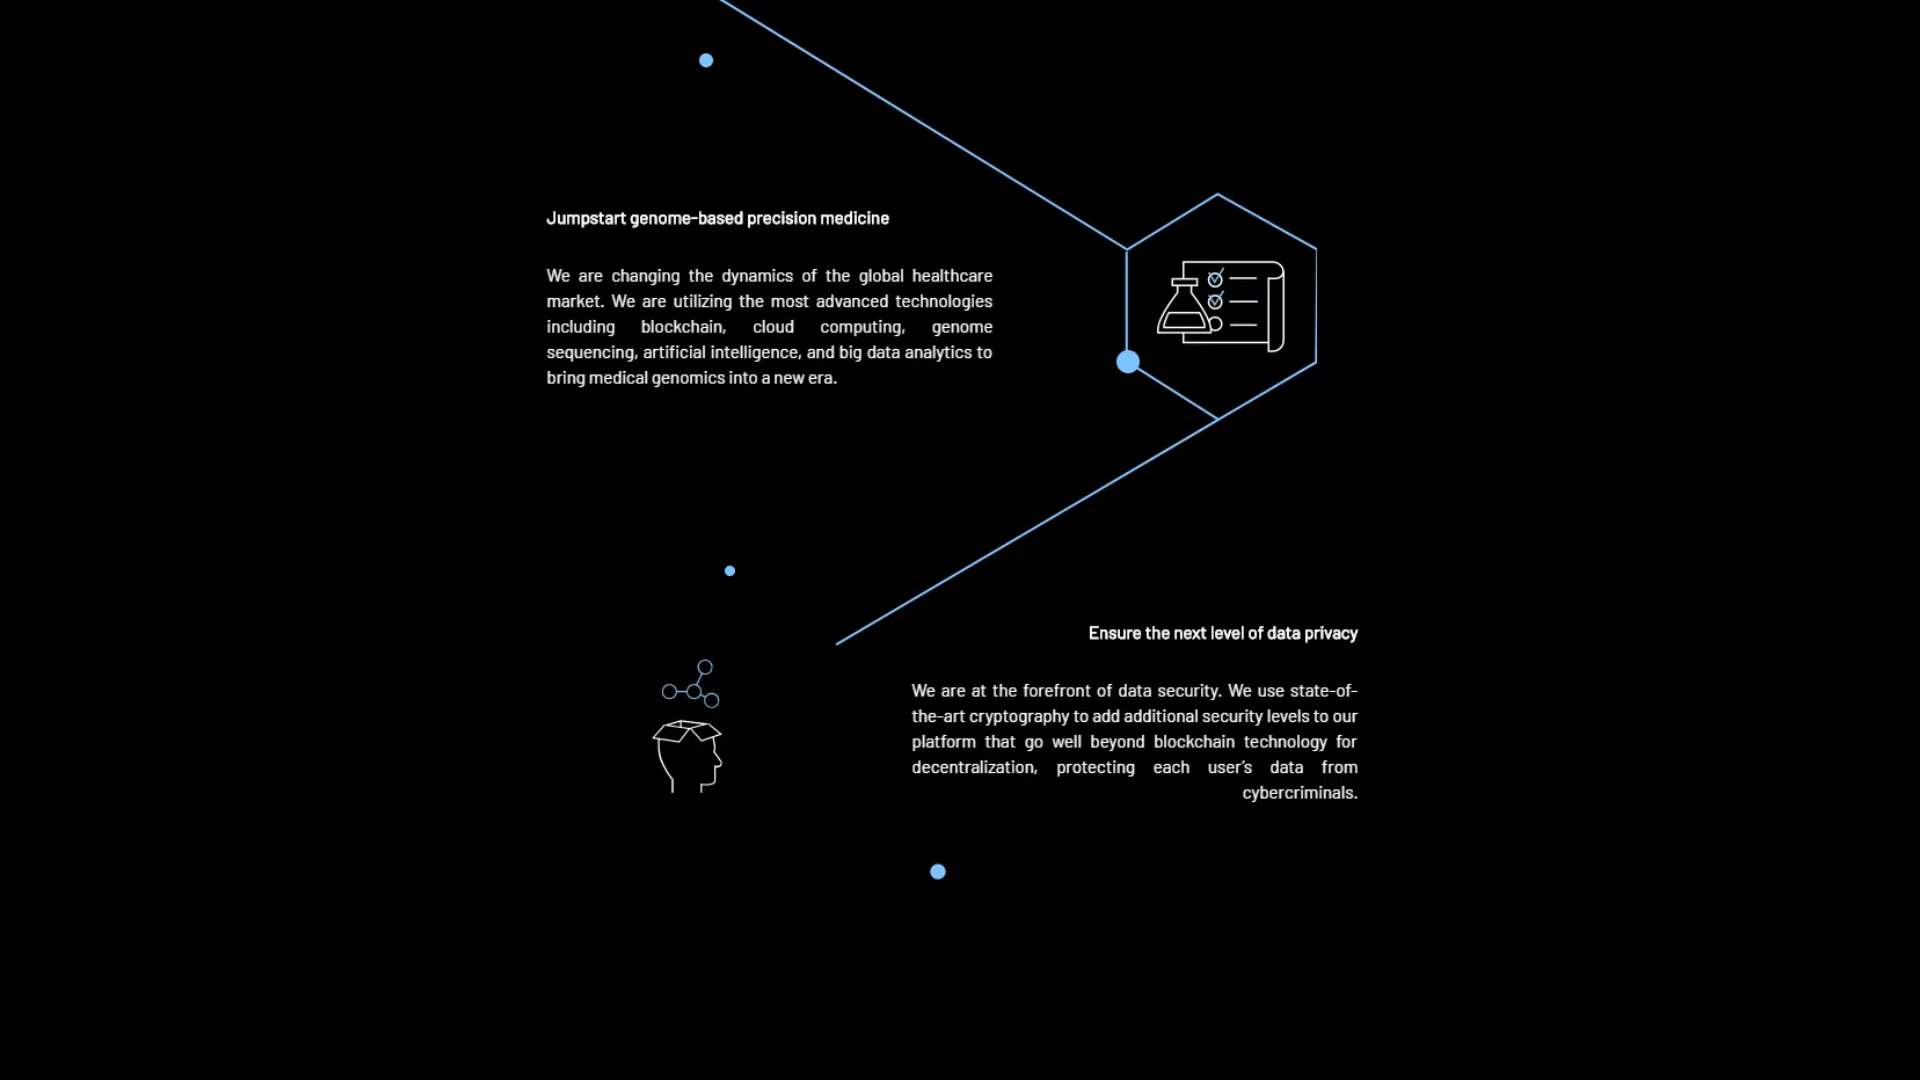 Jumpstart genome-based precision medicine
We are changing the dynamics of the global healthcare
market. We are utilizing the most advanced technologies
including blockchain, cloud computing, genome
sequencing, artificial intelligence, and big data analytics to
bring medical genomics into a new era.
Ensure the next level of data privacy
We are at the forefront of data security. We use state-of-
the-art cryptography to add additional security levels to our
platform that go well beyond blockchain technology for
decentralization, protecting each user’s data from
cybercriminals.